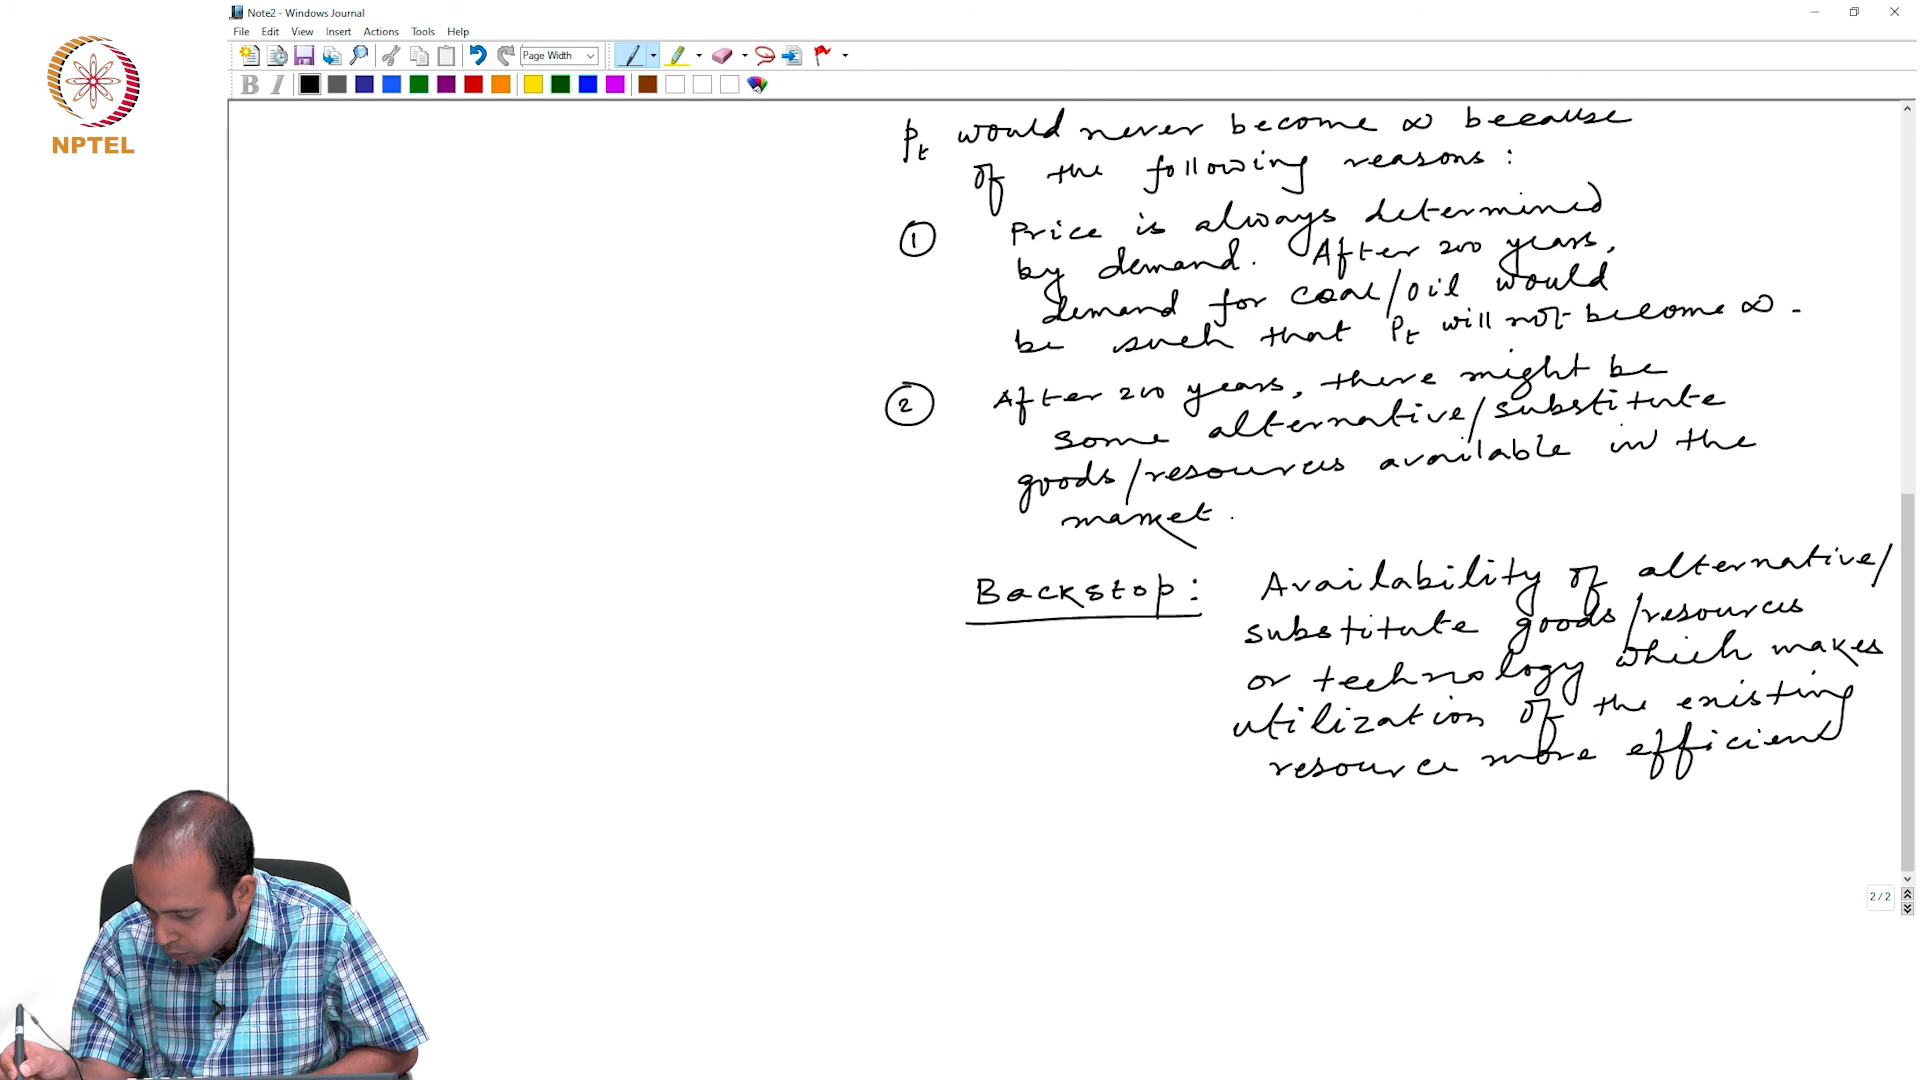 Note2 - Windows Journal
File Edit View Insert Actions Tools Help
Page Width
B I
NPTEL
Pt would never become ∞ because
of the following reasons:
① Price is always determined
by demand. After 200 years,
demand for coal/oil would
be such that Pt will not become ∞.
② After 200 years, there might be
some alternative/substitute
goods/resources available in the
market.
Backstop: Availability of alternative/
substitute goods/resources
or technology which makes
utilization of the existing
resource more efficient
2/2